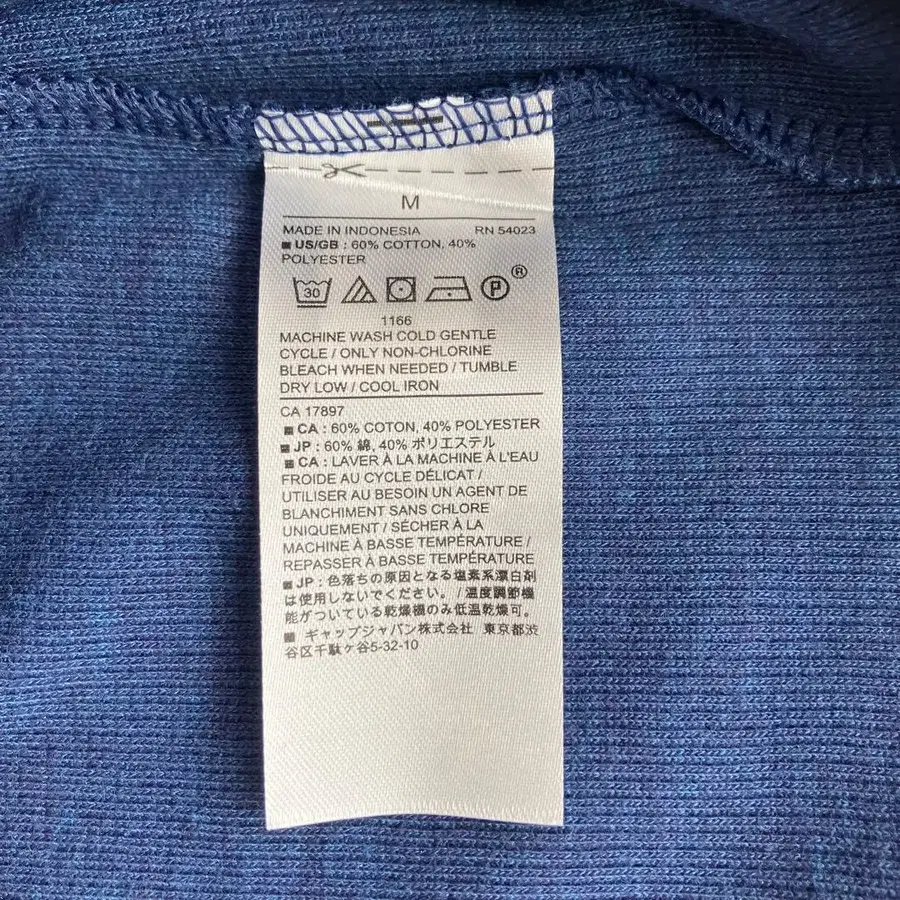 M
MADE IN INDONESIA RN 54023
US/GB : 60% COTTON, 40%
POLYESTER
30 P ®
1166
MACHINE WASH COLD GENTLE
CYCLE / ONLY NON-CHLORINE
BLEACH WHEN NEEDED / TUMBLE
DRY LOW / COOL IRON
CA 17897
CA : 60% COTON, 40% POLYESTER
JP : 60% 綿, 40% ポリエステル
CA : LAVER À LA MACHINE À L'EAU
FROIDE AU CYCLE DÉLICAT /
UTILISER AU BESOIN UN AGENT DE
BLANCHIMENT SANS CHLORE
UNIQUEMENT / SÉCHER À LA
MACHINE À BASSE TEMPÉRATURE /
REPASSER À BASSE TEMPÉRATURE
JP : 色落ちの原因となる塩素系漂白剤
は使用しないでください。 / 温度調節機
能がついている乾燥機のみ低温乾燥可。
ギャップジャパン株式会社 東京都渋
谷区千駄ヶ谷5-32-10